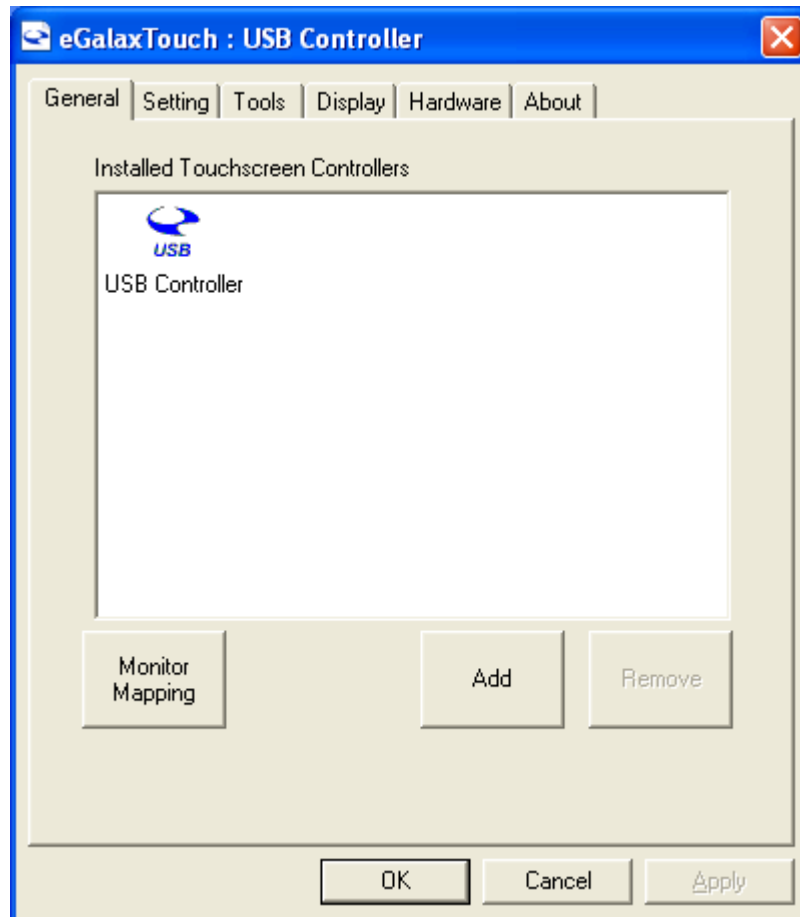 eGalaxTouch : USB Controller
General Setting Tools Display Hardware About
Installed Touchscreen Controllers
USB
USB Controller
Monitor
Mapping
Add
Remove
OK Cancel Apply